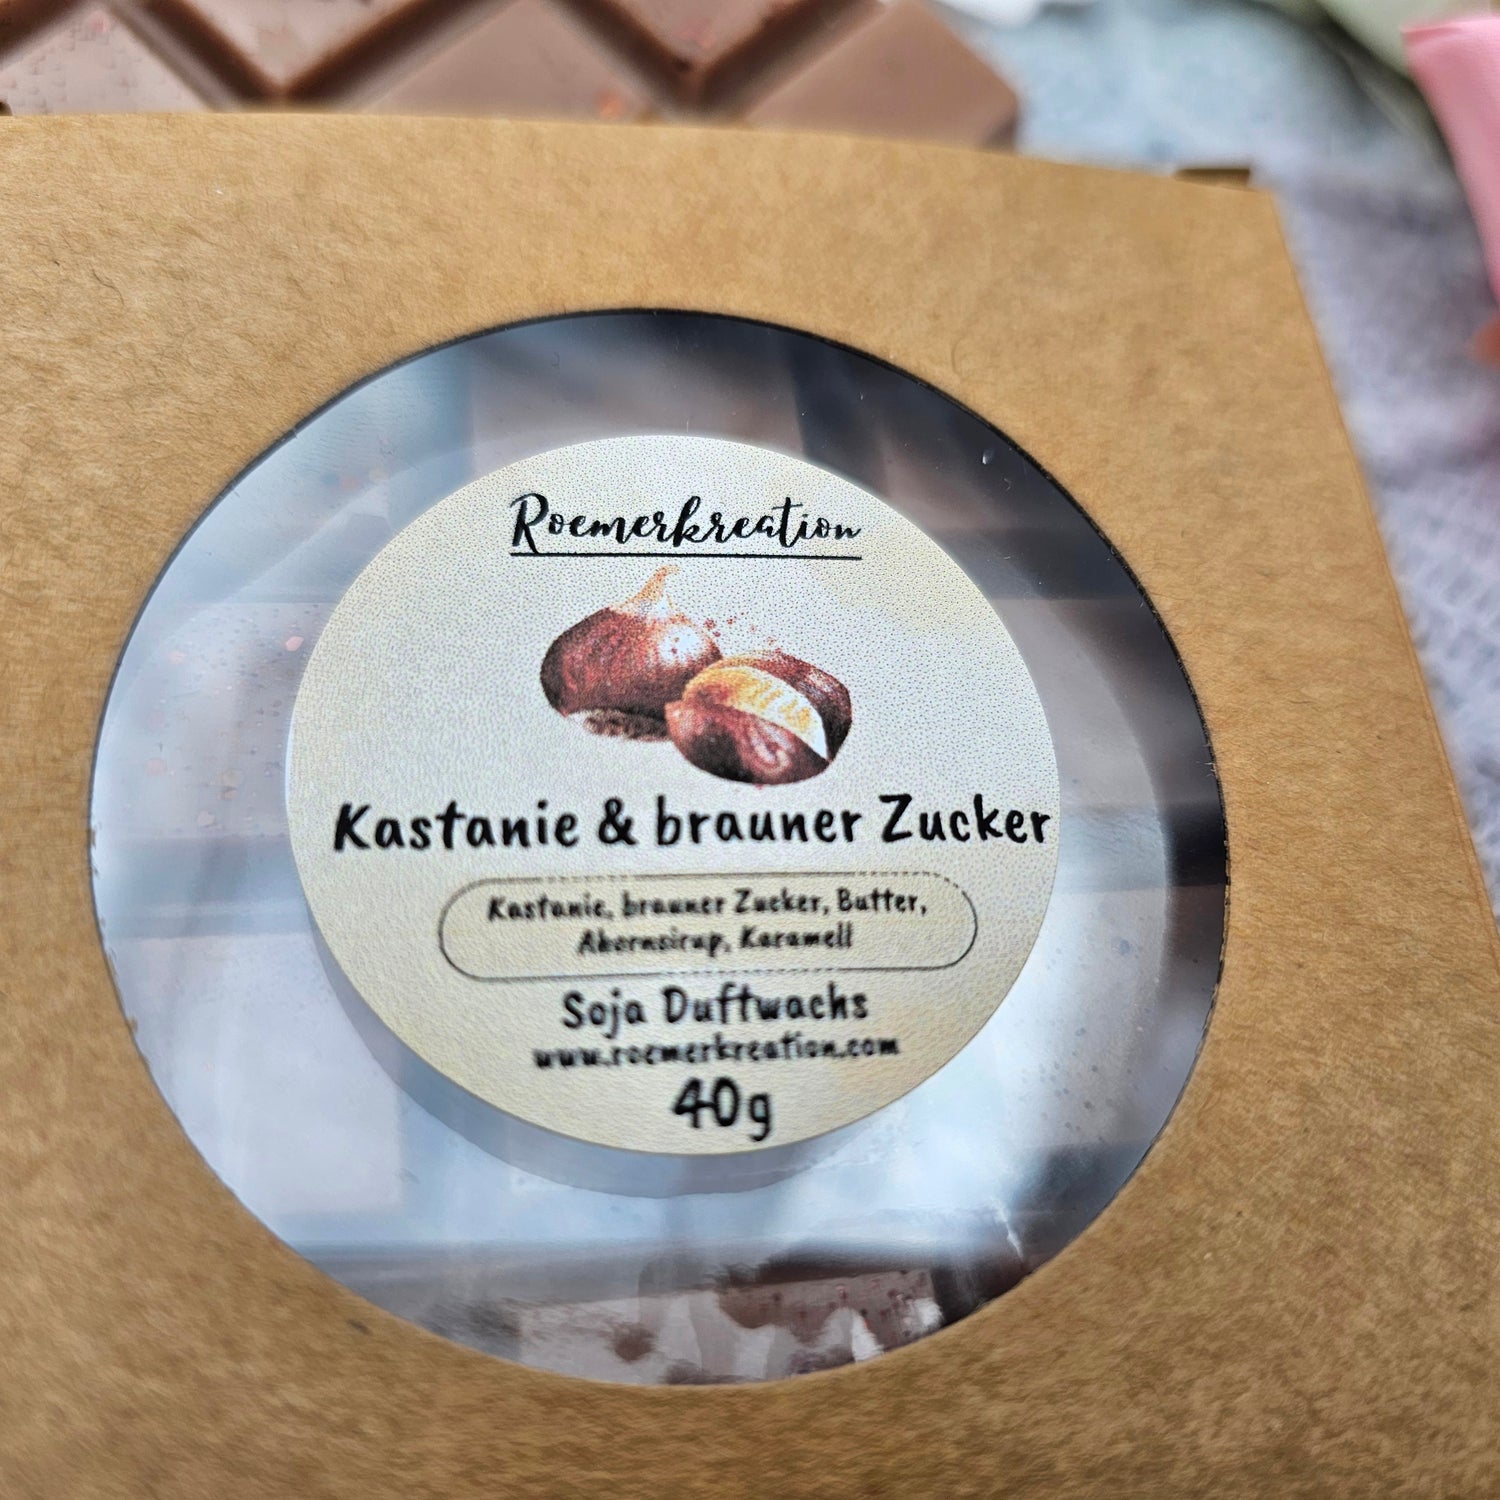 Roemerkreation
Kastanie & brauner Zucker
Kastanie, brauner Zucker, Butter,
Ahornsirup, Karamell
Soja Duftwachs
www.roemerkreation.com
40g